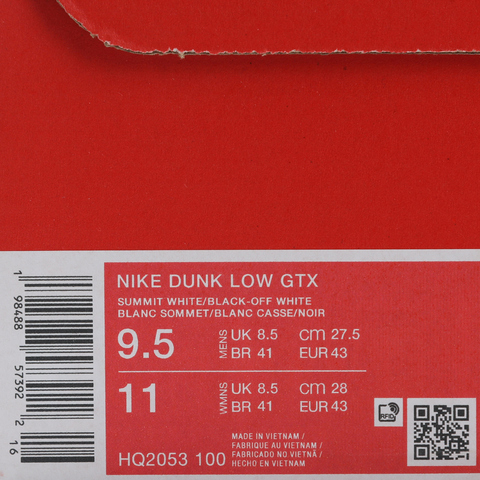 NIKE DUNK LOW GTX
SUMMIT WHITE/BLACK-OFF WHITE
BLANC SOMMET/BLANC CASSE/NOIR
9.5 MENS UK 8.5 CM 27.5
BR 41 EUR 43
11 WMNS UK 8.5 CM 28
BR 41 EUR 43
RFID
MADE IN VIETNAM /
FABRIQUE AU VIETNAM /
FABRICADO NO VIETNÃ /
HECHO EN VIETNAM
HQ2053 100
1 98488 57392 2 16